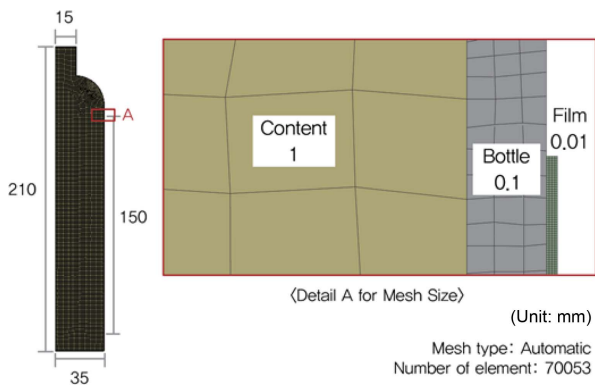 15
A
210
150
35
Content
1
Bottle
0.1
Film
0.01
〈Detail A for Mesh Size〉
(Unit: mm)
Mesh type: Automatic
Number of element: 70053